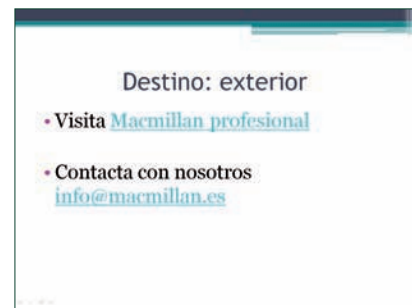 Destino: exterior
• Visita Macmillan profesional
• Contacta con nosotros
info@macmillan.es